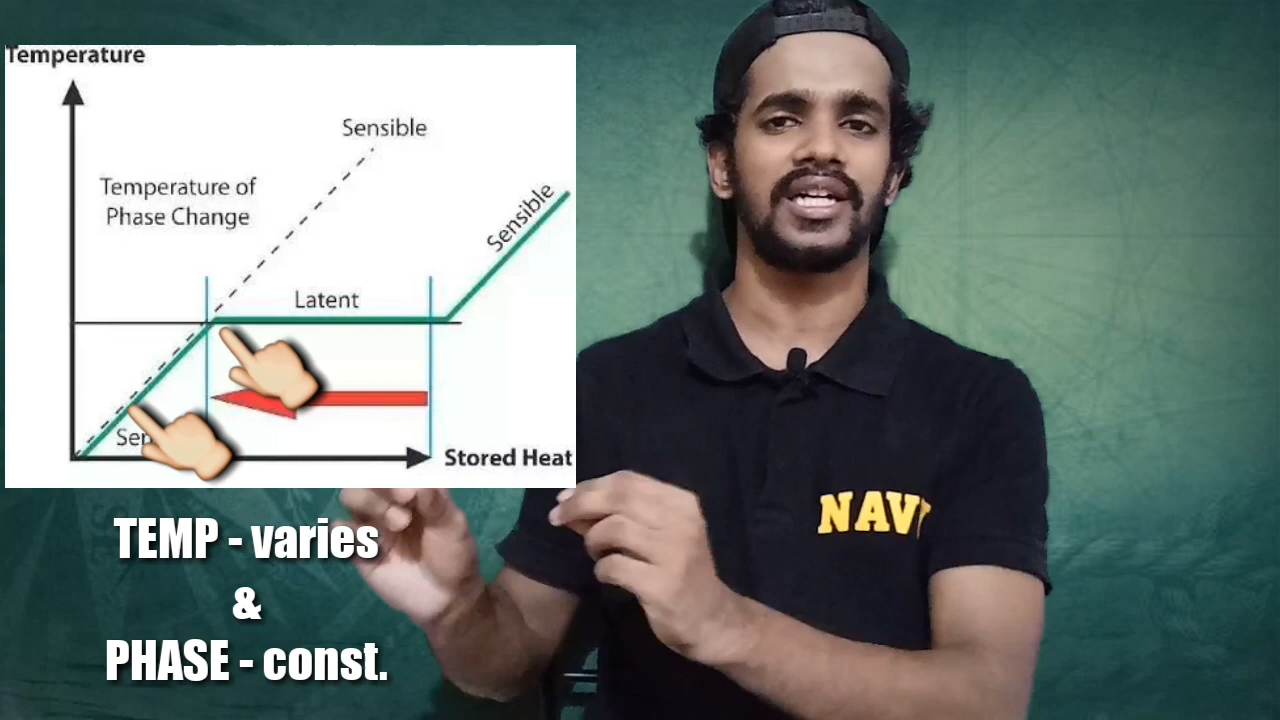 Temperature
Sensible
Temperature of
Phase Change
Sensible
Latent
Stored Heat
TEMP - varies
&
PHASE - const.